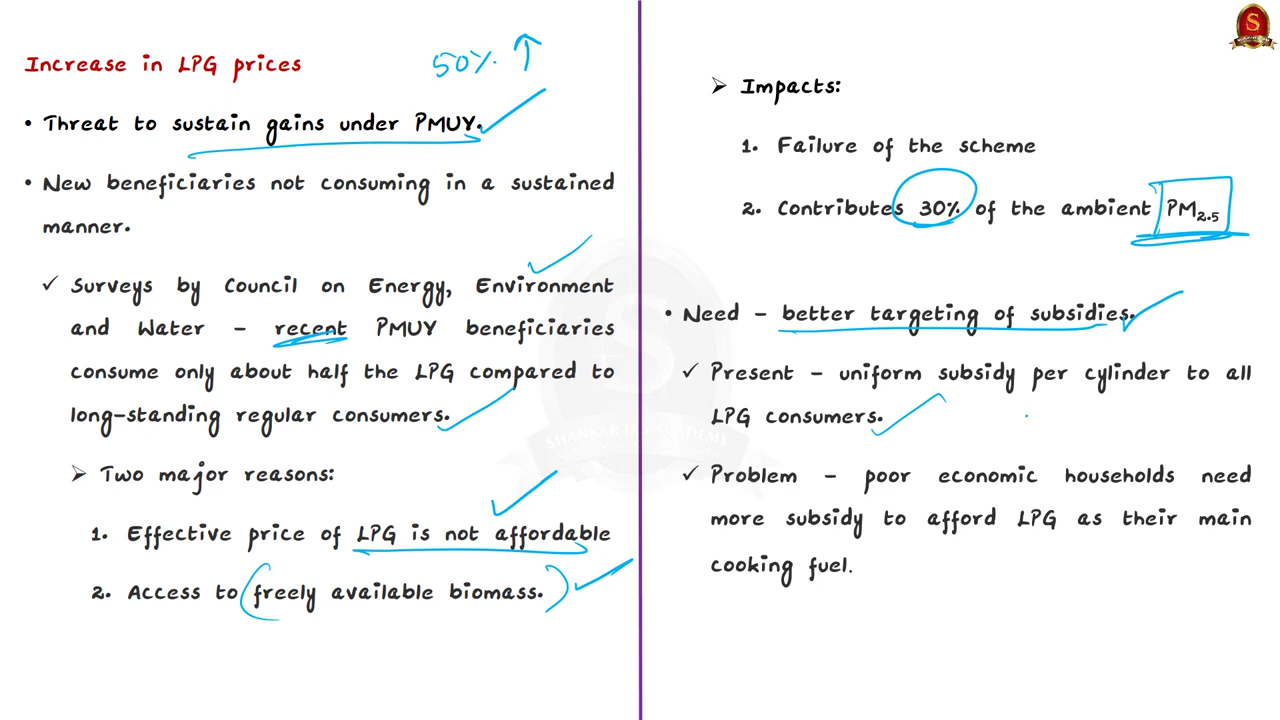 Increase in LPG prices
50% ↑
• Threat to sustain gains under PMUY.
• New beneficiaries not consuming in a sustained
manner.
✓ Surveys by Council on Energy, Environment
and Water – recent PMUY beneficiaries
consume only about half the LPG compared to
long-standing regular consumers.
➢ Two major reasons:
1. Effective price of LPG is not affordable
2. Access to freely available biomass.
➢ Impacts:
1. Failure of the scheme
2. Contributes 30% of the ambient PM2.5
• Need – better targeting of subsidies.
✓ Present – uniform subsidy per cylinder to all
LPG consumers.
✓ Problem – poor economic households need
more subsidy to afford LPG as their main
cooking fuel.
S
SHANKAR IAS ACADEMY